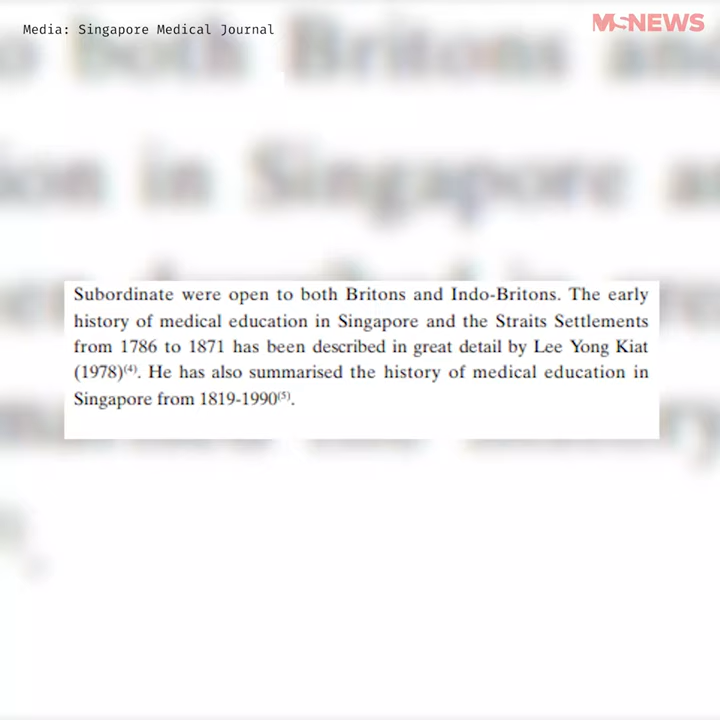 Media: Singapore Medical Journal
MSNEWS
Subordinate were open to both Britons and Indo-Britons. The early
history of medical education in Singapore and the Straits Settlements
from 1786 to 1871 has been described in great detail by Lee Yong Kiat
(1978)(4). He has also summarised the history of medical education in
Singapore from 1819-1990(5).